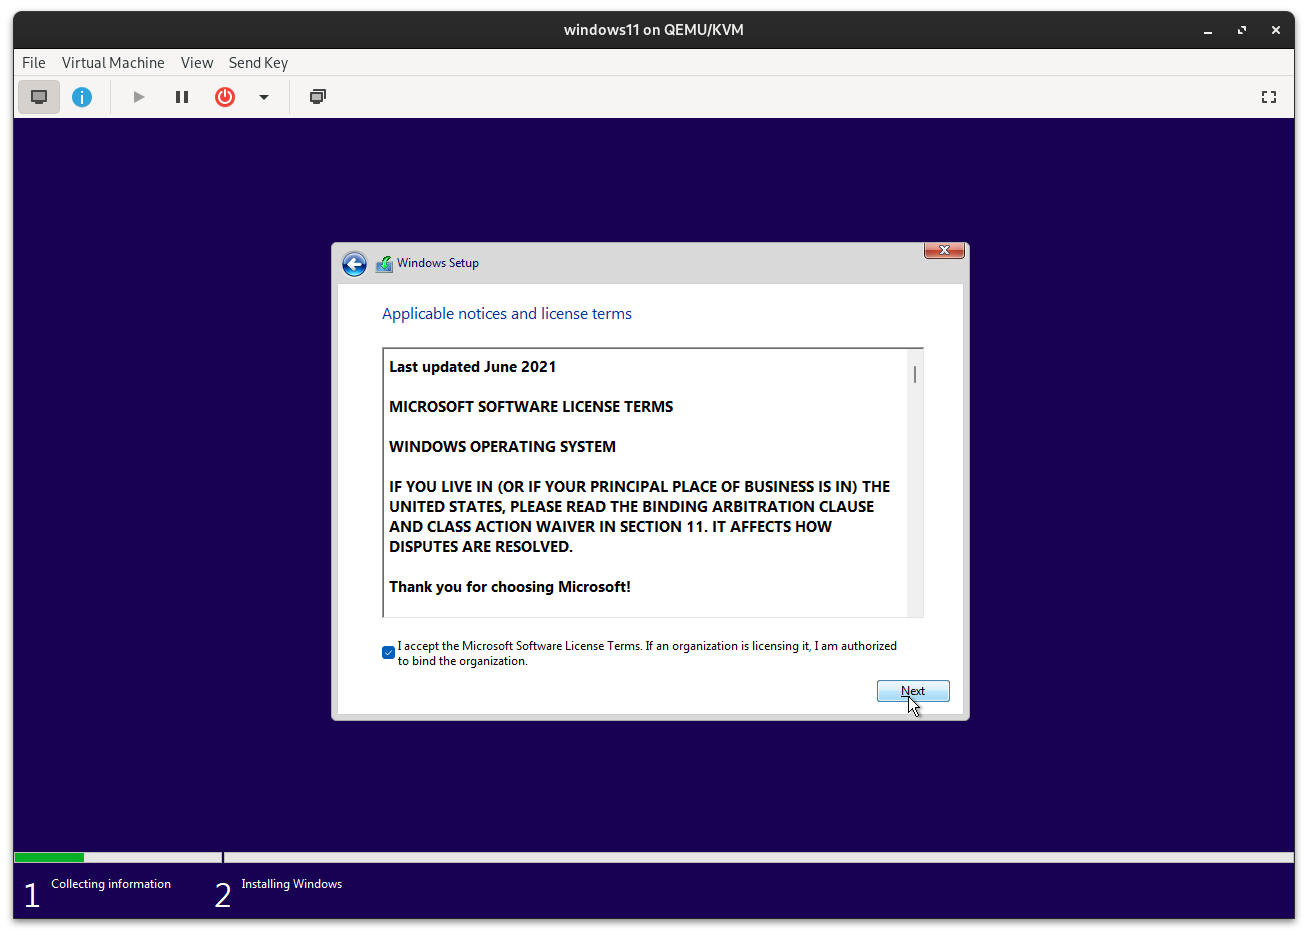 windows11 on QEMU/KVM
File Virtual Machine View Send Key
Windows Setup
Applicable notices and license terms
Last updated June 2021
MICROSOFT SOFTWARE LICENSE TERMS
WINDOWS OPERATING SYSTEM
IF YOU LIVE IN (OR IF YOUR PRINCIPAL PLACE OF BUSINESS IS IN) THE
UNITED STATES, PLEASE READ THE BINDING ARBITRATION CLAUSE
AND CLASS ACTION WAIVER IN SECTION 11. IT AFFECTS HOW
DISPUTES ARE RESOLVED.
Thank you for choosing Microsoft!
I accept the Microsoft Software License Terms. If an organization is licensing it, I am authorized
to bind the organization.
Next
1 Collecting information 2 Installing Windows